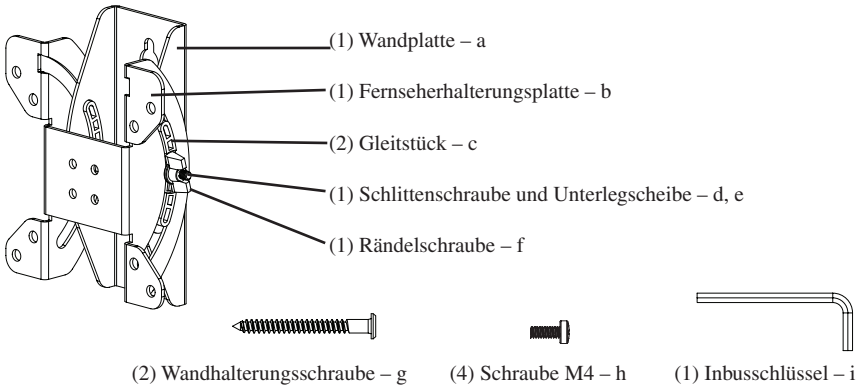 (1) Wandplatte – a
(1) Fernseherhalterungsplatte – b
(2) Gleitstück – c
(1) Schlittenschraube und Unterlegscheibe – d, e
(1) Rändelschraube – f
(2) Wandhalterungsschraube – g
(4) Schraube M4 – h
(1) Inbusschlüssel – i